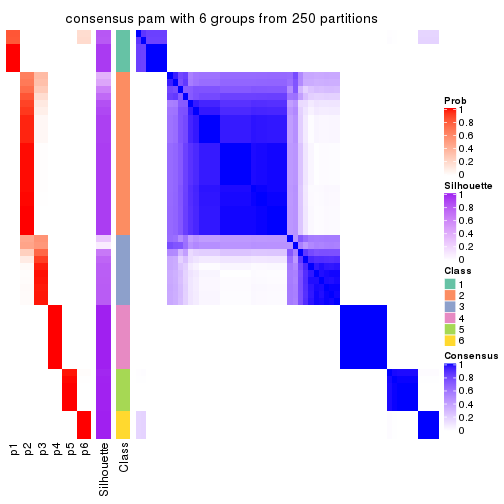 consensus pam with 6 groups from 250 partitions
Prob
1
0.8
0.6
0.4
0.2
0
Silhouette
1
0.8
0.6
0.4
0.2
0
Class
1
2
3
4
5
6
Consensus
1
0.8
0.6
0.4
0.2
0
p1
p2
p3
p4
p5
p6
Silhouette
Class